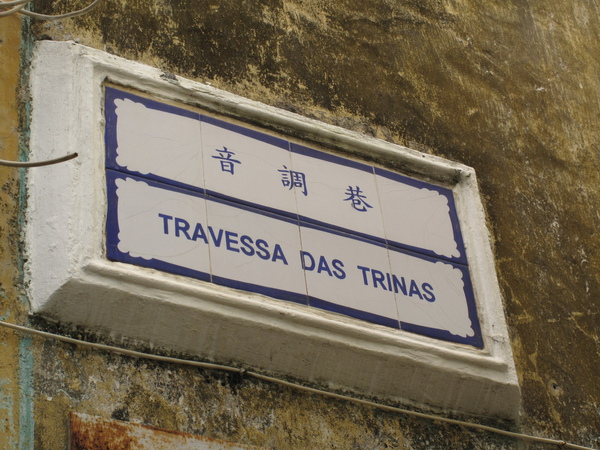 音調巷
TRAVESSA DAS TRINAS